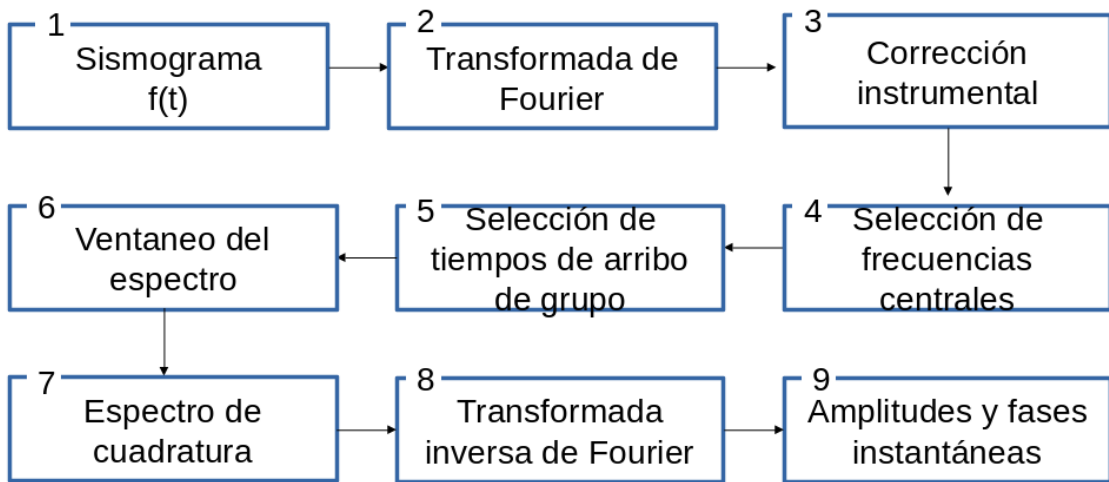 1
Sismograma
f(t)
2
Transformada de
Fourier
3
Corrección
instrumental
4
Selección de
frecuencias
centrales
5
Selección de
tiempos de arribo
de grupo
6
Ventaneo del
espectro
7
Espectro de
cuadratura
8
Transformada
inversa de Fourier
9
Amplitudes y fases
instantáneas